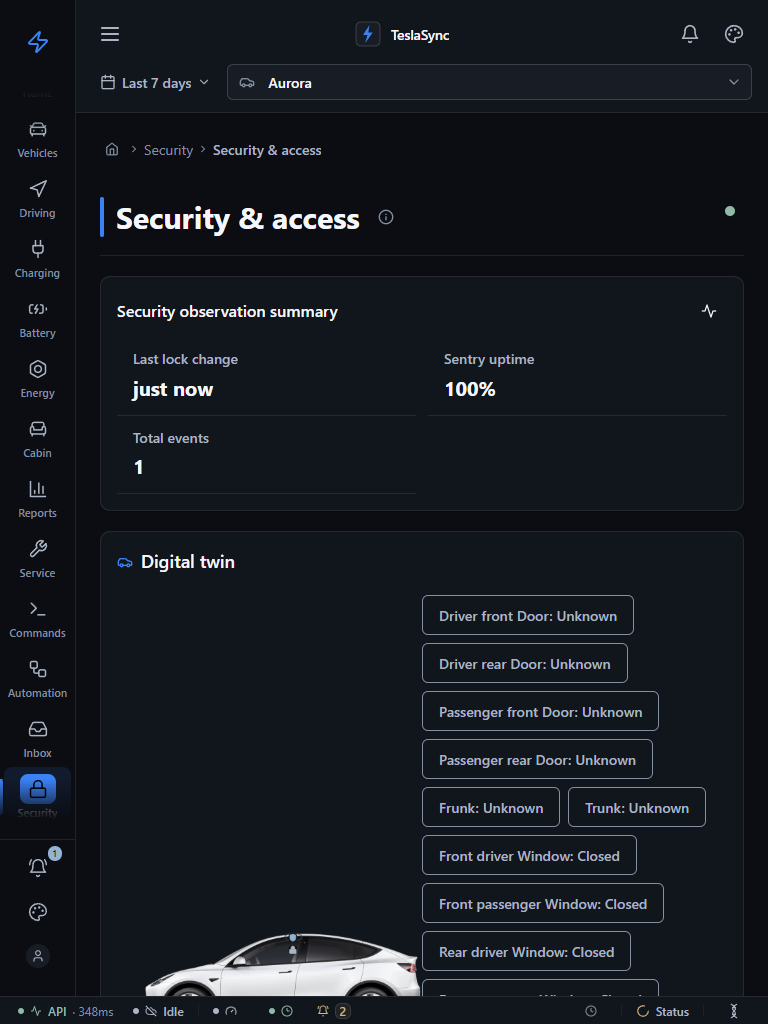 TeslaSync
Last 7 days
Aurora
Vehicles
Driving
Charging
Battery
Energy
Cabin
Reports
Service
Commands
Automation
Inbox
Security
1
Security
Security & access
Security & access
Security observation summary
Last lock change
just now
Sentry uptime
100%
Total events
1
Digital twin
Driver front Door: Unknown
Driver rear Door: Unknown
Passenger front Door: Unknown
Passenger rear Door: Unknown
Frunk: Unknown
Trunk: Unknown
Front driver Window: Closed
Front passenger Window: Closed
Rear driver Window: Closed
API · 348ms
Idle
2
Status